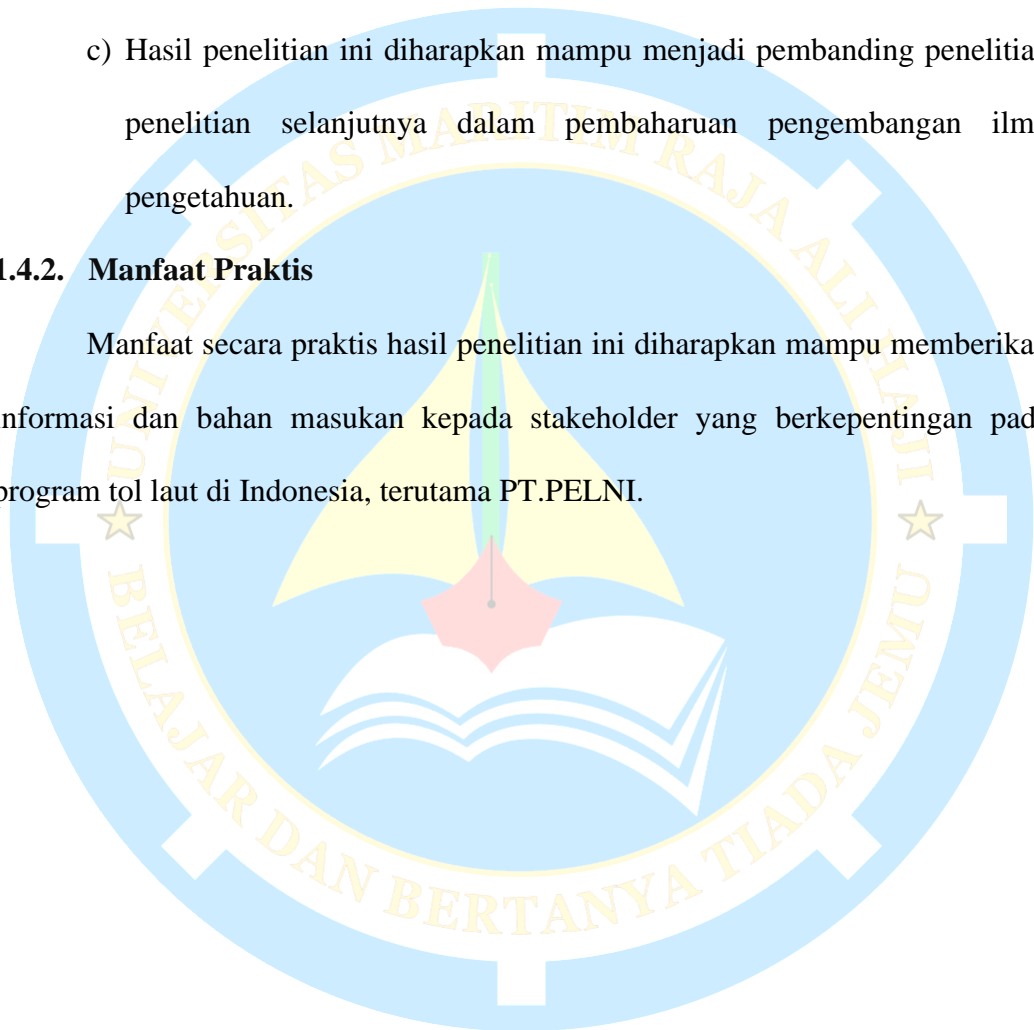 c) Hasil penelitian ini diharapkan mampu menjadi pembanding penelitia
penelitian selanjutnya dalam pembaharuan pengembangan ilm
pengetahuan.
1.4.2. Manfaat Praktis
Manfaat secara praktis hasil penelitian ini diharapkan mampu memberika
informasi dan bahan masukan kepada stakeholder yang berkepentingan pad
program tol laut di Indonesia, terutama PT.PELNI.
UNIVERSITAS MARITIM RAJA ALI HAJI
BELAJAR DAN BERTANYA TIADA JEMU